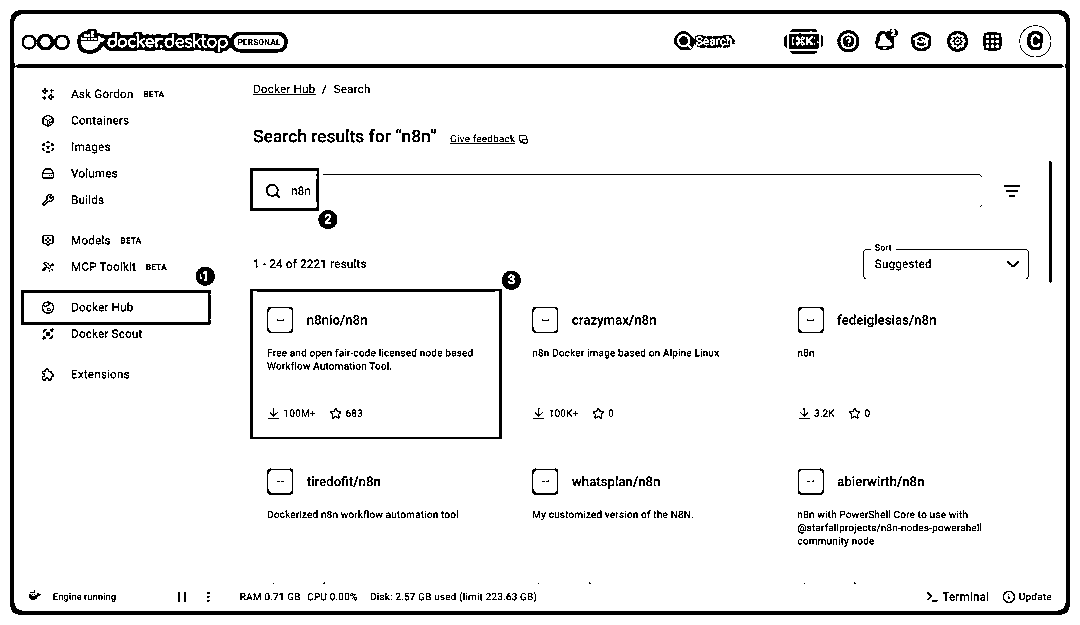 docker.desktop PERSONAL
Search
⌘K
C
Ask Gordon BETA
Containers
Images
Volumes
Builds
Models BETA
MCP Toolkit BETA
1
Docker Hub
Docker Scout
Extensions
Docker Hub / Search
Search results for “n8n” Give feedback
n8n
2
1 - 24 of 2221 results
Sort
Suggested
3
n8nio/n8n
Free and open fair-code licensed node based
Workflow Automation Tool.
100M+ 683
crazymax/n8n
n8n Docker image based on Alpine Linux
100K+ 0
fedeiglesias/n8n
n8n
3.2K 0
tiredofit/n8n
Dockerized n8n workflow automation tool
whatsplan/n8n
My customized version of the N8N.
abierwirth/n8n
n8n with PowerShell Core to use with
@starfallprojects/n8n-nodes-powershell
community node
Engine running
RAM 0.71 GB CPU 0.00% Disk: 2.57 GB used (limit 223.63 GB)
Terminal
Update